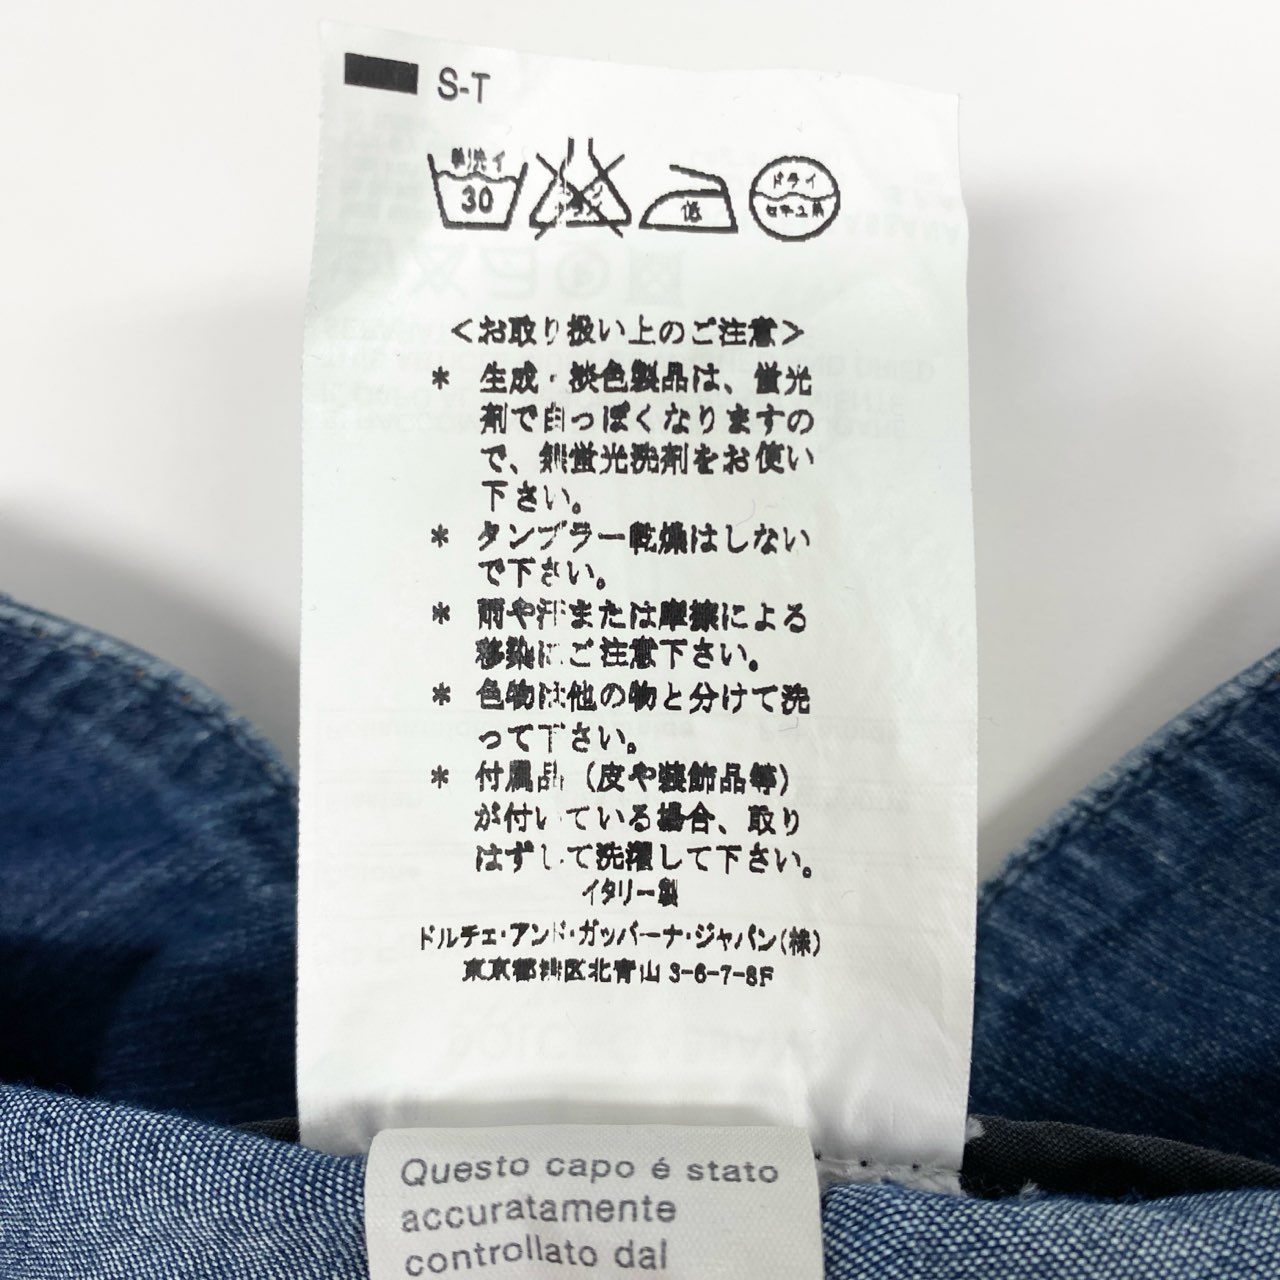 S-T
手洗イ
30
低
ドライ
セキユ系
<お取り扱い上のご注意>
* 生成・淡色製品は、蛍光
剤で白っぽくなりますの
で、無蛍光洗剤をお使い
下さい。
* タンブラー乾燥はしない
で下さい。
* 雨や汗または摩擦による
移染にご注意下さい。
* 色物は他の物と分けて洗
って下さい。
* 付属品(皮や装飾品等)
が付いている場合、取り
はずして洗濯して下さい。
イタリー製
ドルチェ・アンド・ガッバーナ・ジャパン(株)
東京都港区北青山3-6-7-8F
Questo capo é stato
accuratamente
controllato dal